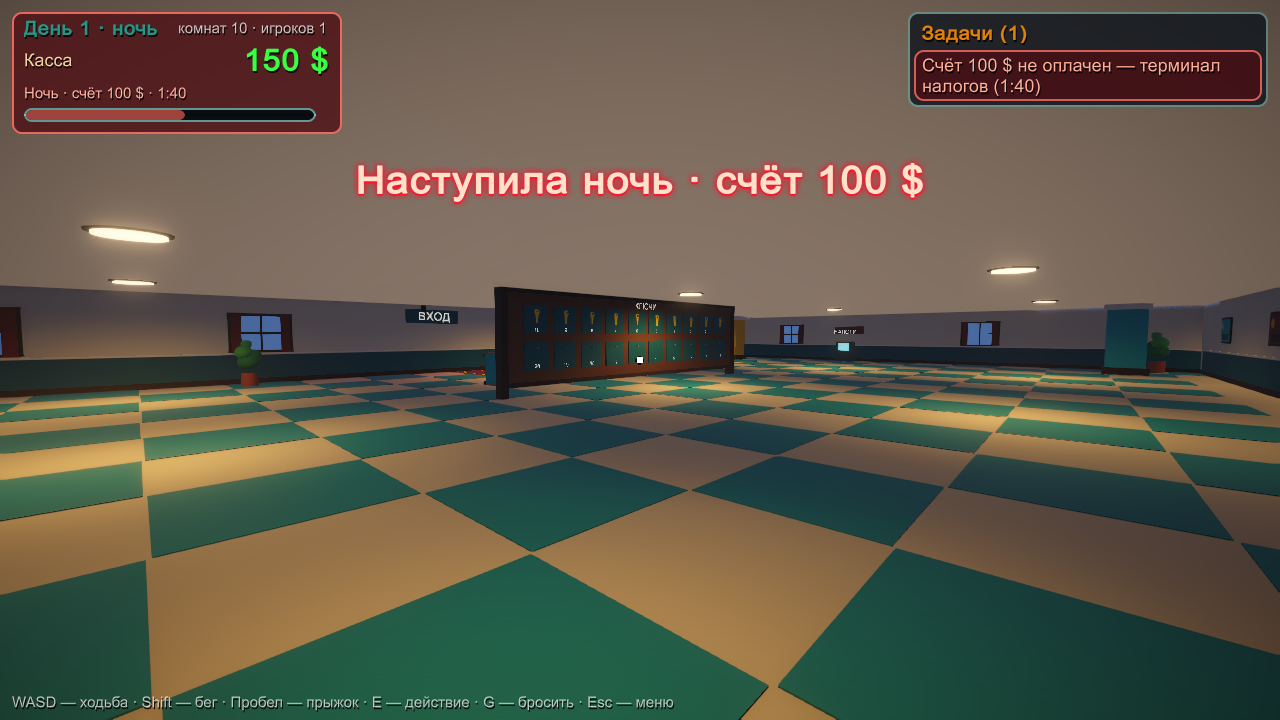 День 1 · ночь
комнат 10 · игроков 1
Касса
150 $
Ночь · счёт 100 $ · 1:40
Задачи (1)
Счёт 100 $ не оплачен — терминал
налогов (1:40)
Наступила ночь · счёт 100 $
ВХОД
КЛЮЧИ
НАЛОГИ
WASD — ходьба · Shift — бег · Пробел — прыжок · E — действие · G — бросить · Esc — меню